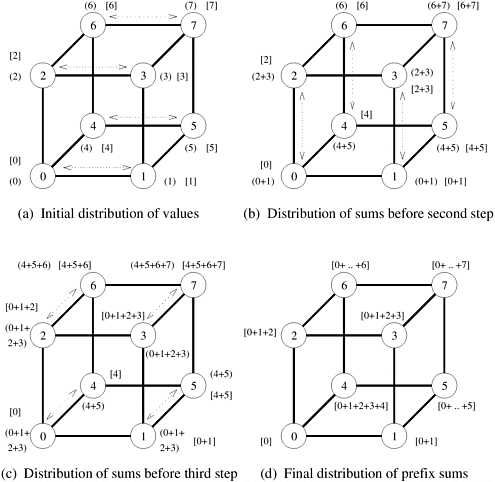 (6) [6] (7) [7]
6 7
[2]
(2) 2 3 (3) [3]
4 5
(4) [4] (5) [5]
[0]
(0) 0 1 (1) [1]
(a) Initial distribution of values
(6) [6] (6+7) [6+7]
6 7
[2]
(2+3) 2 3 (2+3)
[2+3]
[4]
4 5
(4+5) (4+5) [4+5]
[0]
(0+1) 0 1 (0+1) [0+1]
(b) Distribution of sums before second step
(4+5+6) [4+5+6] (4+5+6+7) [4+5+6+7]
6 7
[0+1+2] [0+1+2+3]
(0+1+
2+3) 2 3
(0+1+2+3)
[4] (4+5)
4 5 [4+5]
(4+5)
[0]
(0+1+ 0 1 (0+1+
2+3) 2+3) [0+1]
(c) Distribution of sums before third step
[0+ .. +6] [0+ .. +7]
6 7
[0+1+2+3]
[0+1+2] 2 3
4 5
[0+1+2+3+4] [0+ .. +5]
0 1
[0] [0+1]
(d) Final distribution of prefix sums